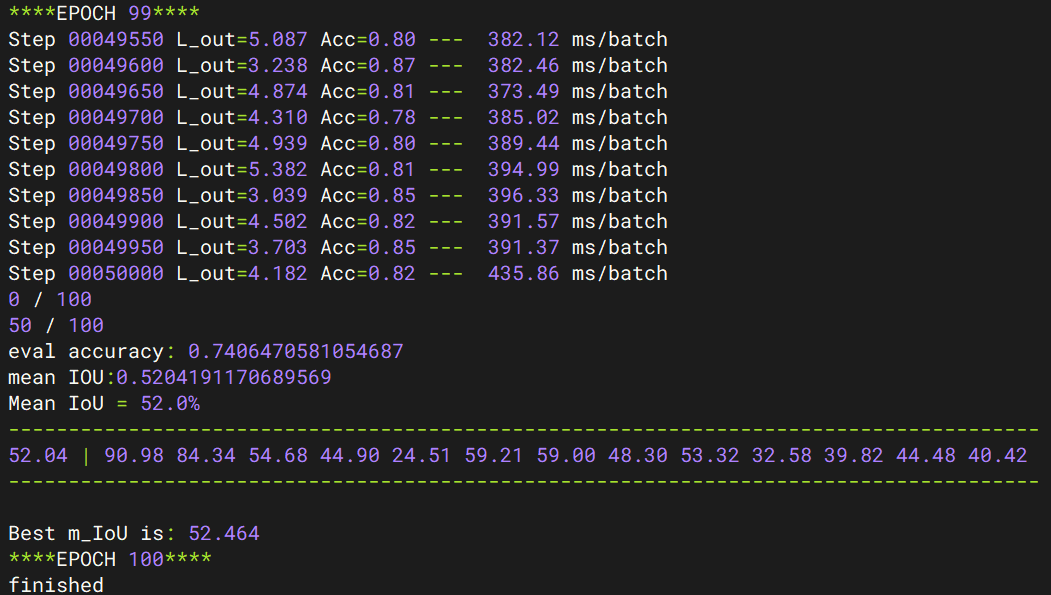 ****EPOCH 99****
Step 00049550 L_out=5.087 Acc=0.80 ---  382.12 ms/batch
Step 00049600 L_out=3.238 Acc=0.87 ---  382.46 ms/batch
Step 00049650 L_out=4.874 Acc=0.81 ---  373.49 ms/batch
Step 00049700 L_out=4.310 Acc=0.78 ---  385.02 ms/batch
Step 00049750 L_out=4.939 Acc=0.80 ---  389.44 ms/batch
Step 00049800 L_out=5.382 Acc=0.81 ---  394.99 ms/batch
Step 00049850 L_out=3.039 Acc=0.85 ---  396.33 ms/batch
Step 00049900 L_out=4.502 Acc=0.82 ---  391.57 ms/batch
Step 00049950 L_out=3.703 Acc=0.85 ---  391.37 ms/batch
Step 00050000 L_out=4.182 Acc=0.82 ---  435.86 ms/batch
0 / 100
50 / 100
eval accuracy: 0.7406470581054687
mean IOU:0.5204191170689569
Mean IoU = 52.0%
--------------------------------------------------------------------------------------
52.04 | 90.98 84.34 54.68 44.90 24.51 59.21 59.00 48.30 53.32 32.58 39.82 44.48 40.42
--------------------------------------------------------------------------------------
Best m_IoU is: 52.464
****EPOCH 100****
finished